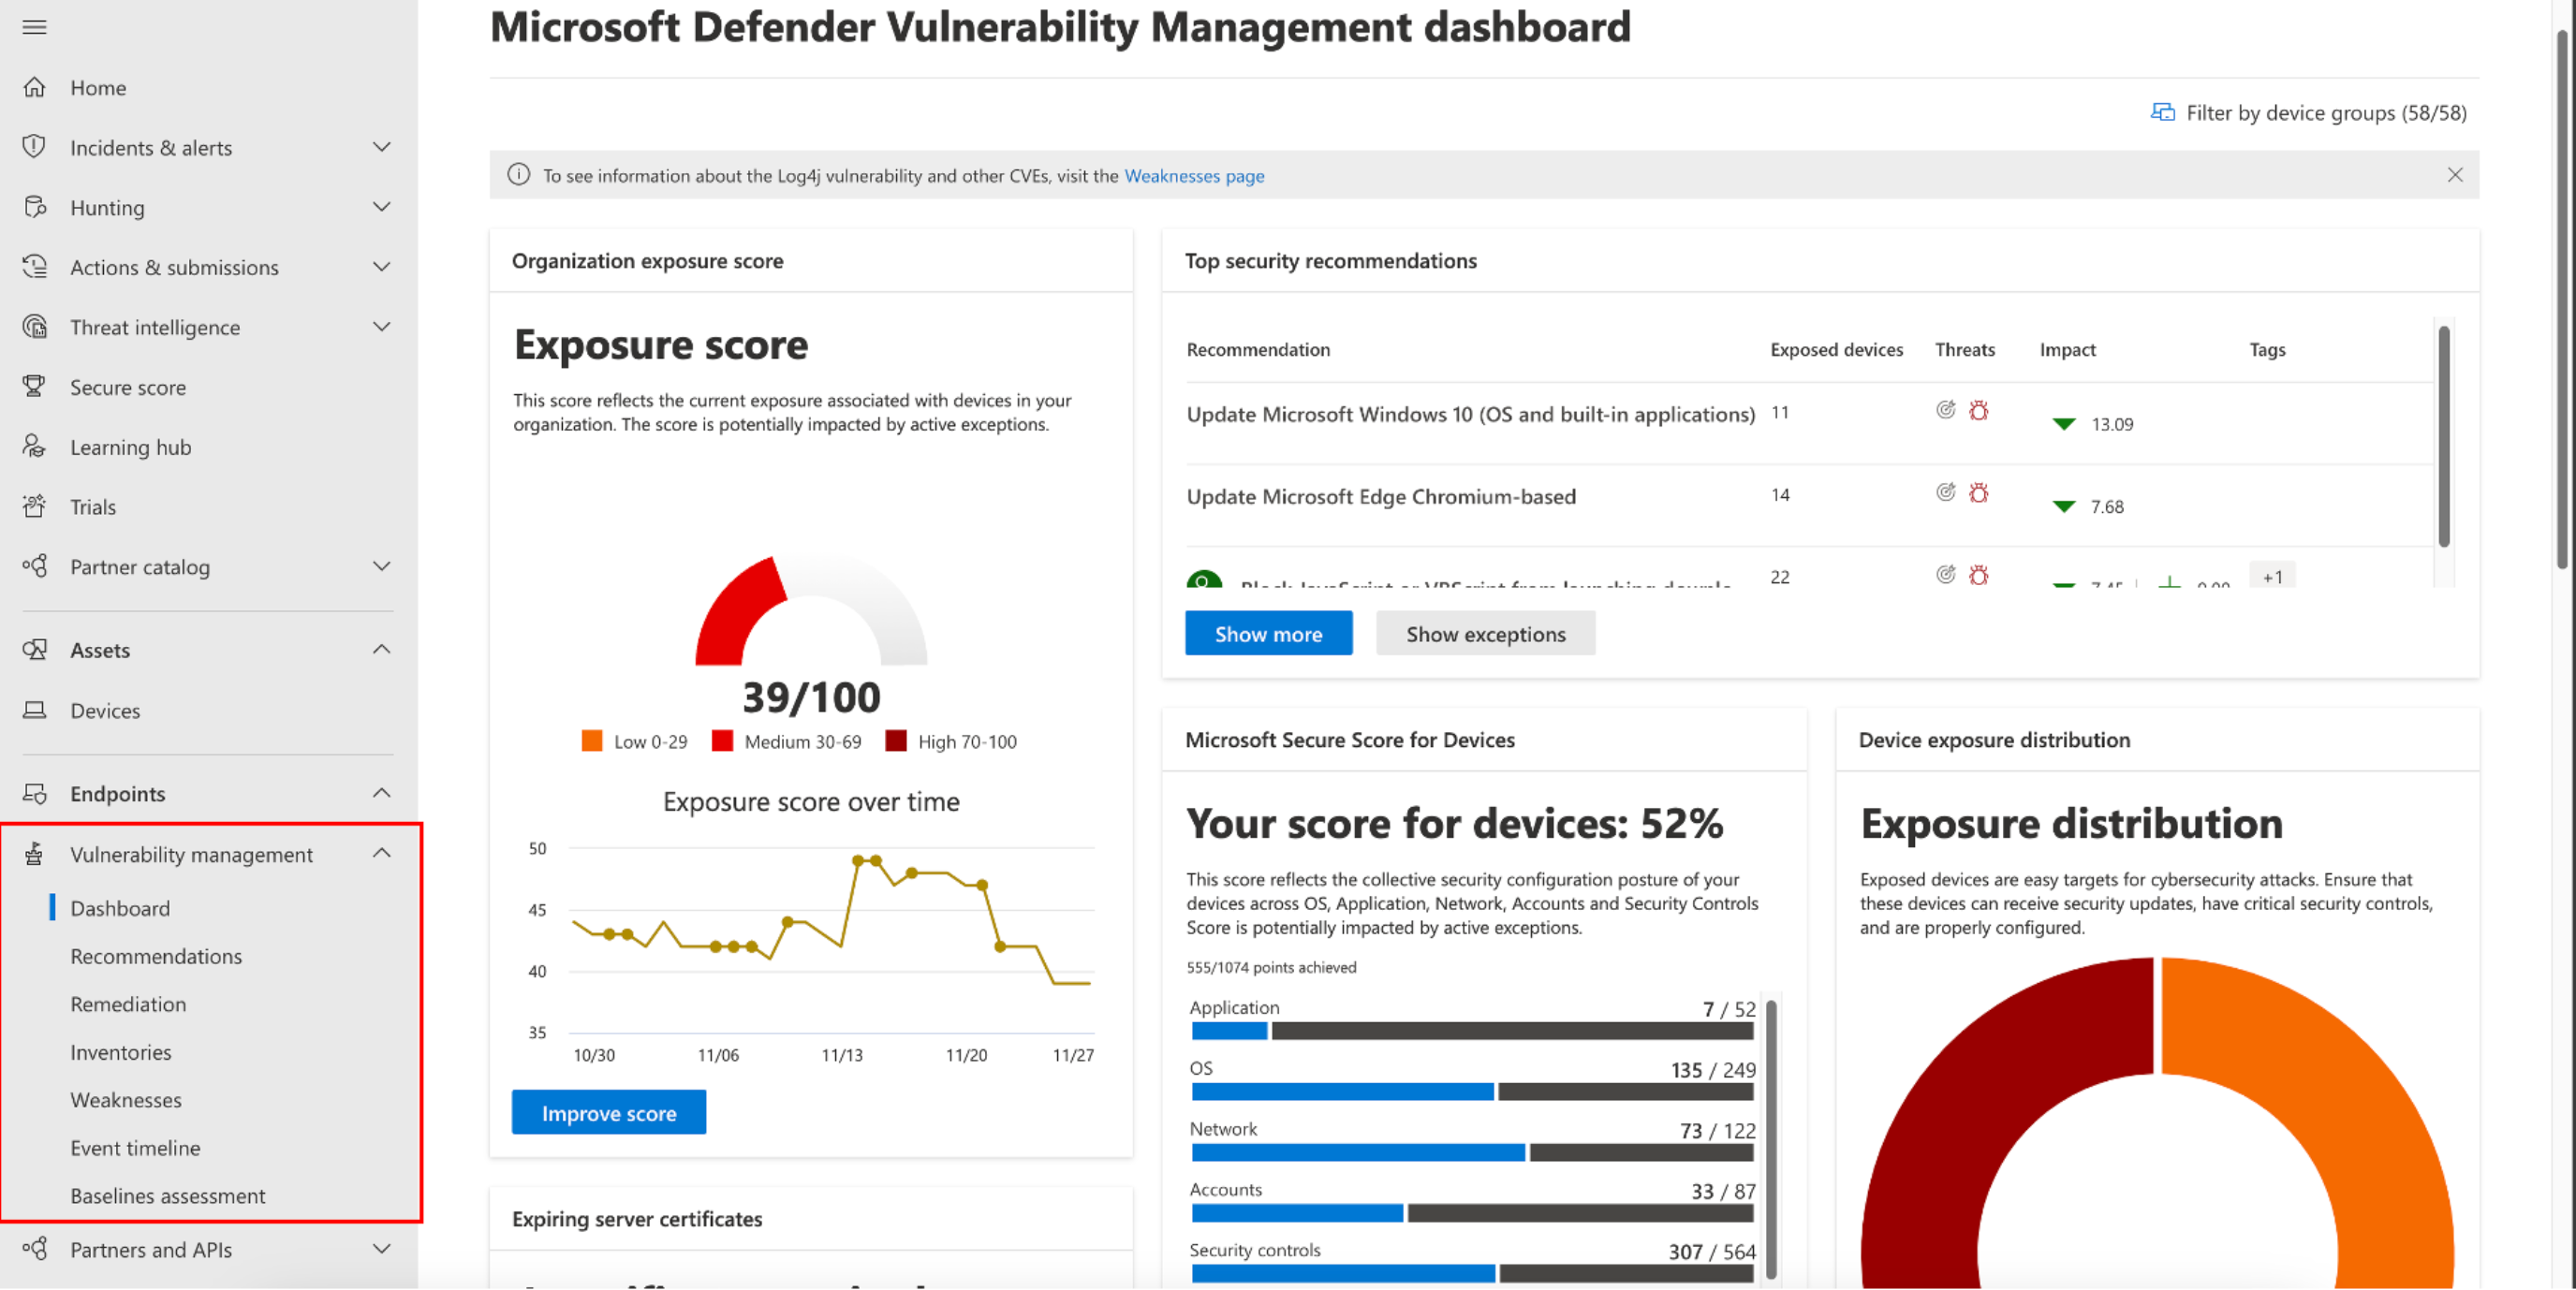 Home
Incidents & alerts
Hunting
Actions & submissions
Threat intelligence
Secure score
Learning hub
Trials
Partner catalog
Assets
Devices
Endpoints
Vulnerability management
Dashboard
Recommendations
Remediation
Inventories
Weaknesses
Event timeline
Baselines assessment
Partners and APIs
Microsoft Defender Vulnerability Management dashboard
Filter by device groups (58/58)
To see information about the Log4j vulnerability and other CVEs, visit the Weaknesses page
Organization exposure score
Exposure score
This score reflects the current exposure associated with devices in your
organization. The score is potentially impacted by active exceptions.
39/100
Low 0-29 Medium 30-69 High 70-100
Exposure score over time
50
45
40
35
10/30 11/06 11/13 11/20 11/27
Improve score
Expiring server certificates
Top security recommendations
Recommendation Exposed devices Threats Impact Tags
Update Microsoft Windows 10 (OS and built-in applications) 11 13.09
Update Microsoft Edge Chromium-based 14 7.68
Block JavaScript or VBScript from launching 22 +1
Show more Show exceptions
Microsoft Secure Score for Devices
Your score for devices: 52%
This score reflects the collective security configuration posture of your
devices across OS, Application, Network, Accounts and Security Controls
Score is potentially impacted by active exceptions.
555/1074 points achieved
Application 7 / 52
OS 135 / 249
Network 73 / 122
Accounts 33 / 87
Security controls 307 / 564
Device exposure distribution
Exposure distribution
Exposed devices are easy targets for cybersecurity attacks. Ensure that
these devices can receive security updates, have critical security controls,
and are properly configured.